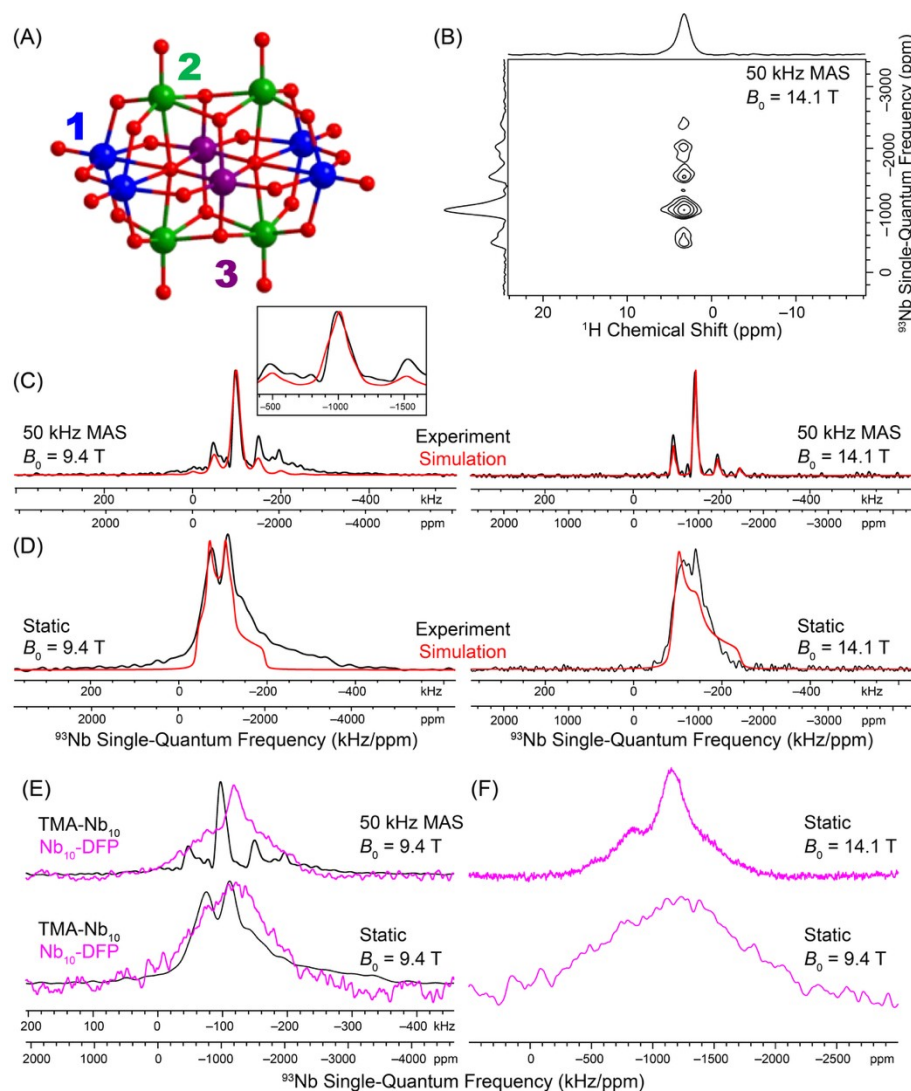 (A)
2
1
3
(B)
50 kHz MAS
B0 = 14.1 T
-3000
-2000
-1000
0
⁹³Nb Single-Quantum Frequency (ppm)
20 10 0 -10
¹H Chemical Shift (ppm)
(C)
-500 -1000 -1500
50 kHz MAS
B0 = 9.4 T
Experiment
Simulation
50 kHz MAS
B0 = 14.1 T
200 0 -200 -400 kHz
2000 0 -2000 -4000 ppm
200 0 -200 -400 kHz
2000 1000 0 -1000 -2000 -3000 ppm
(D)
Static
B0 = 9.4 T
Experiment
Simulation
Static
B0 = 14.1 T
200 0 -200 -400 kHz
2000 0 -2000 -4000 ppm
⁹³Nb Single-Quantum Frequency (kHz/ppm)
200 0 -200 -400 kHz
2000 1000 0 -1000 -2000 -3000 ppm
⁹³Nb Single-Quantum Frequency (kHz/ppm)
(E)
TMA-Nb10
Nb10-DFP
50 kHz MAS
B0 = 9.4 T
TMA-Nb10
Nb10-DFP
Static
B0 = 9.4 T
200 100 0 -100 -200 -300 -400 kHz
2000 1000 0 -1000 -2000 -3000 -4000 ppm
(F)
Static
B0 = 14.1 T
Static
B0 = 9.4 T
0 -500 -1000 -1500 -2000 -2500 ppm
⁹³Nb Single-Quantum Frequency (kHz/ppm)